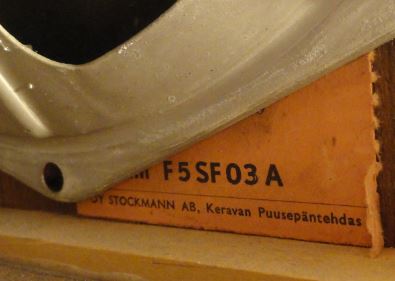 F5SF03A
OY STOCKMANN AB, Keravan Puusepäntehdas